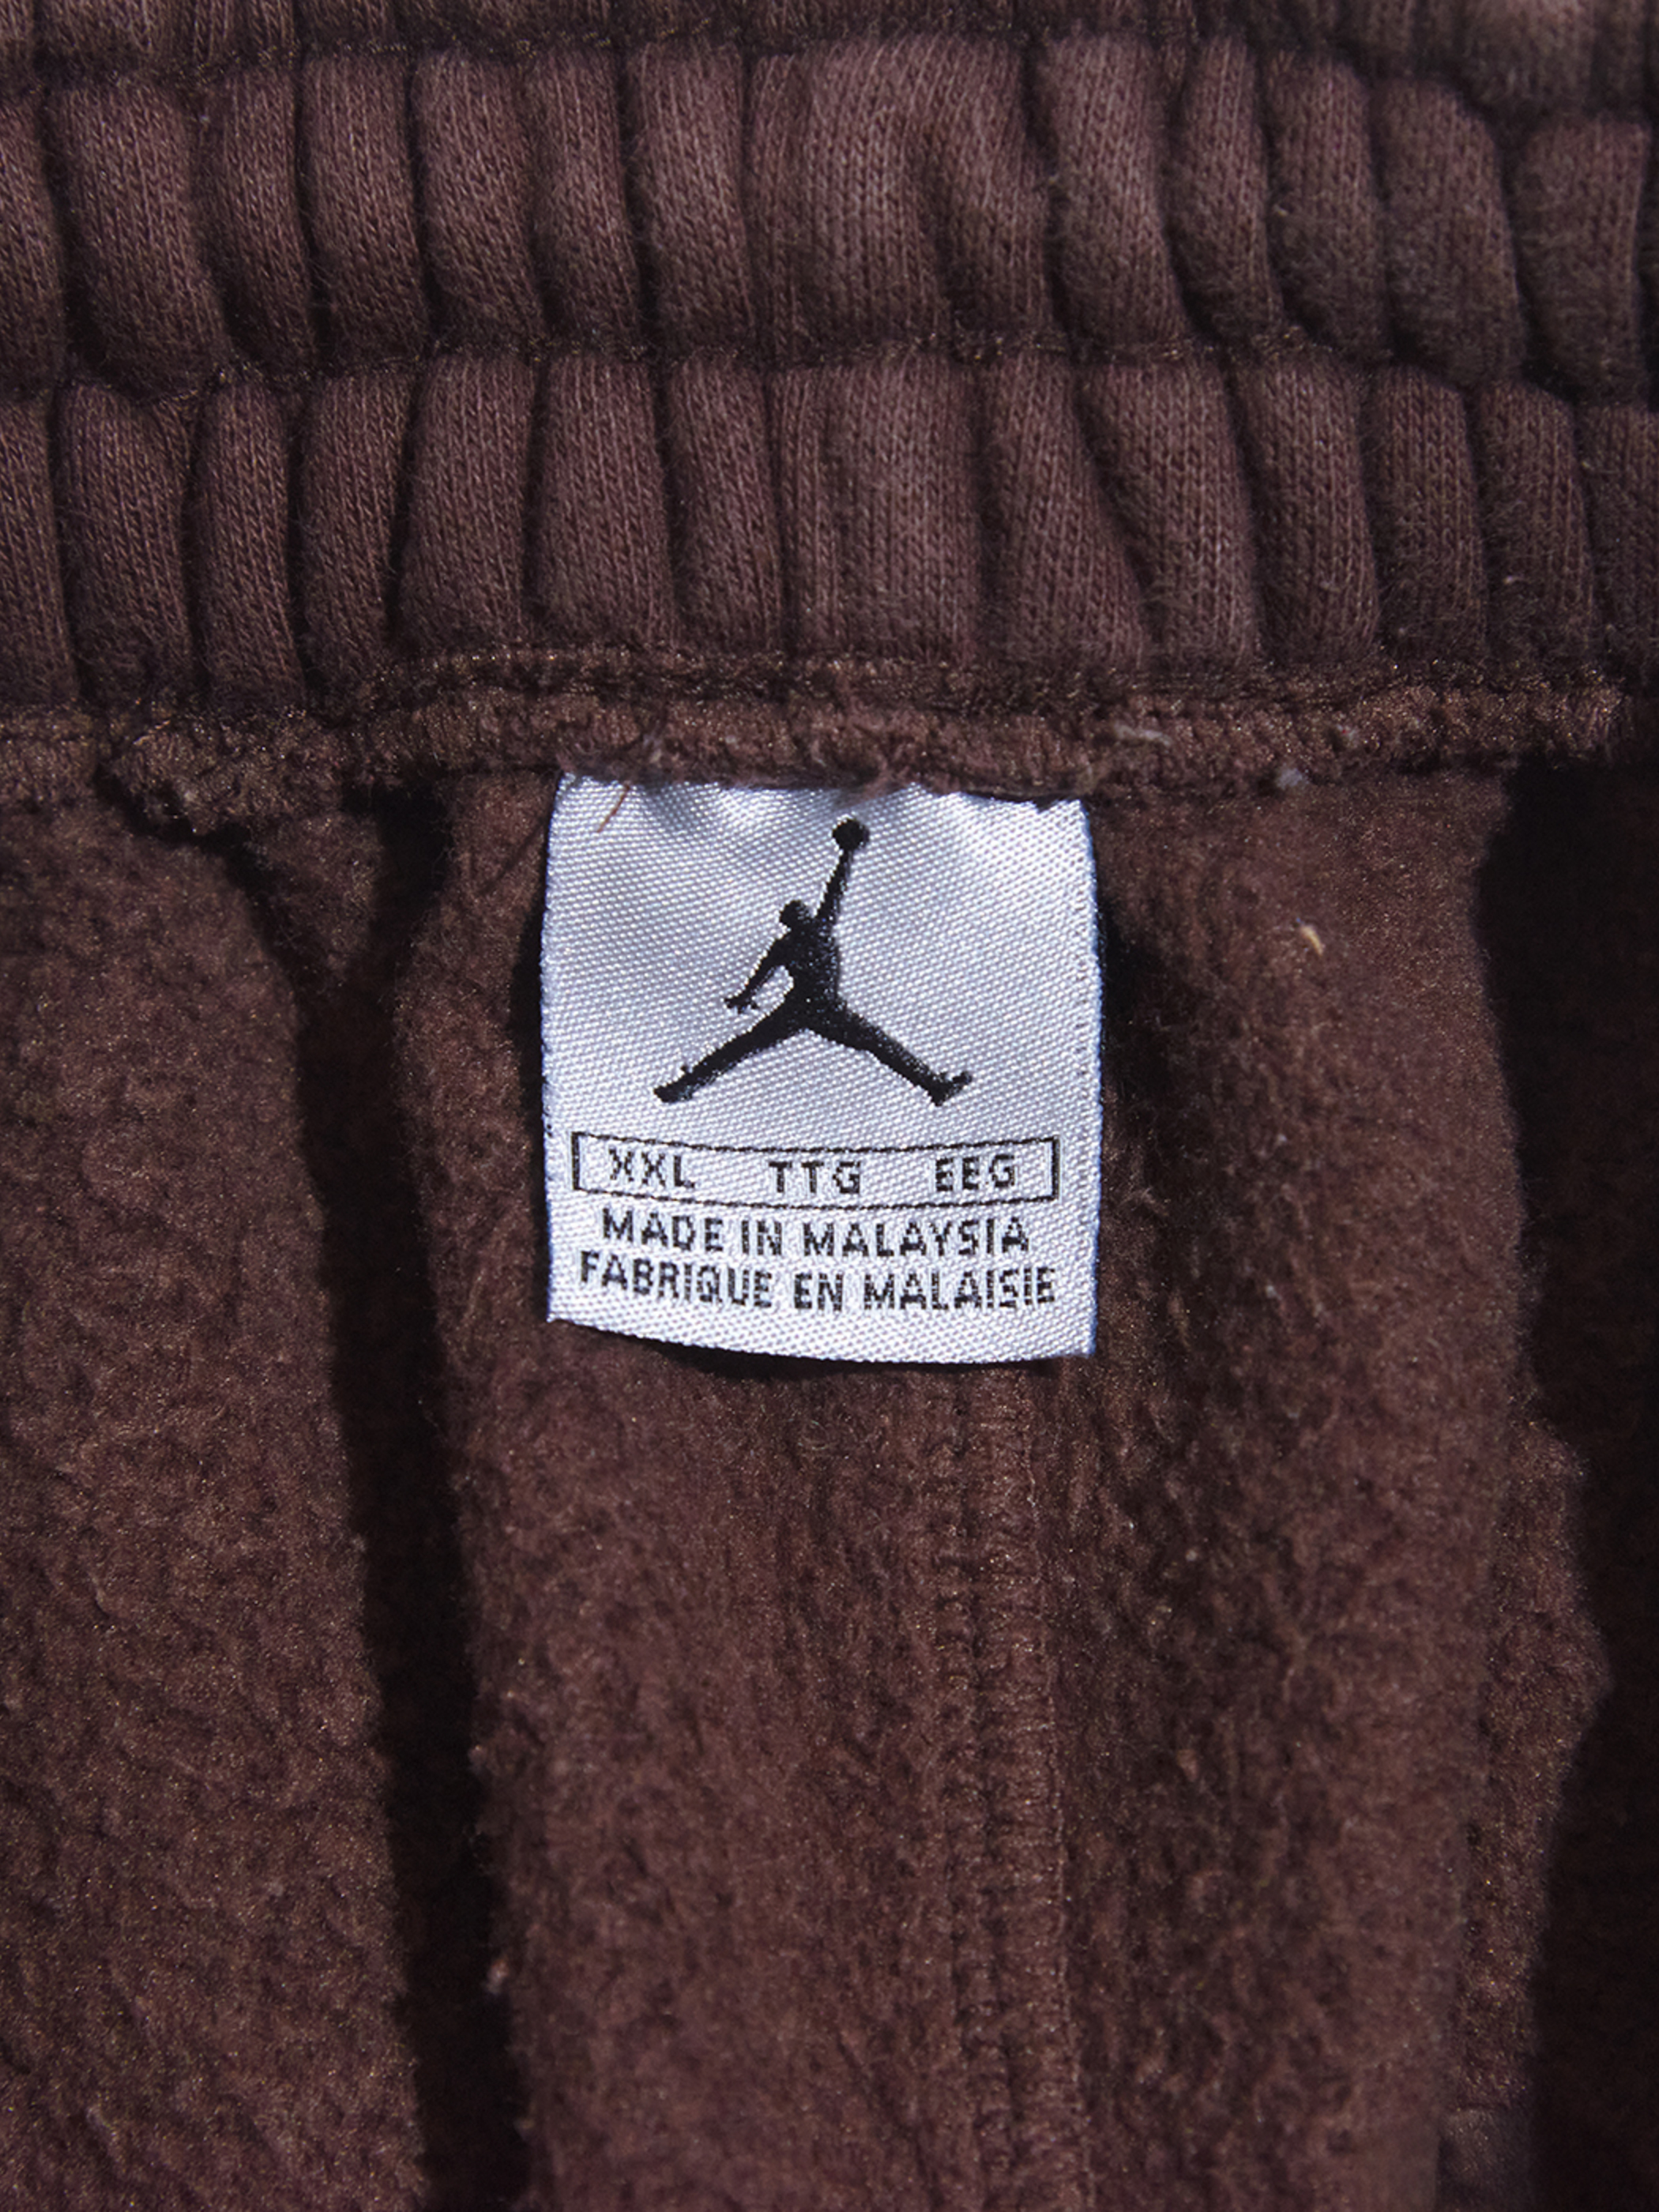 XXL TTG EEG
MADE IN MALAYSIA
FABRIQUE EN MALAISIE